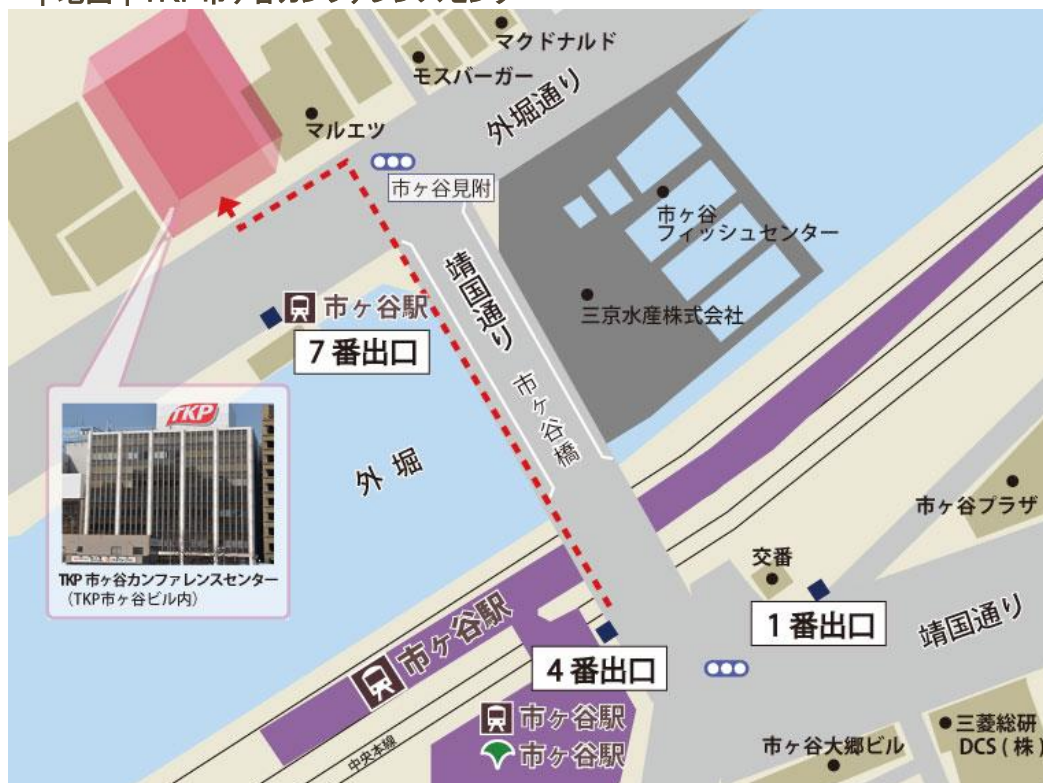 マクドナルド
モスバーガー
マルエツ
外堀通り
市ヶ谷見附
市ヶ谷
フィッシュセンター
靖国通り
三京水産株式会社
市ヶ谷駅
7番出口
市ヶ谷橋
外堀
TKP
TKP 市ヶ谷カンファレンスセンター
(TKP市ヶ谷ビル内)
市ヶ谷プラザ
交番
1番出口
靖国通り
市ヶ谷駅
4番出口
市ヶ谷駅
市ヶ谷駅
中央本線
市ヶ谷大郷ビル
三菱総研
DCS(株)